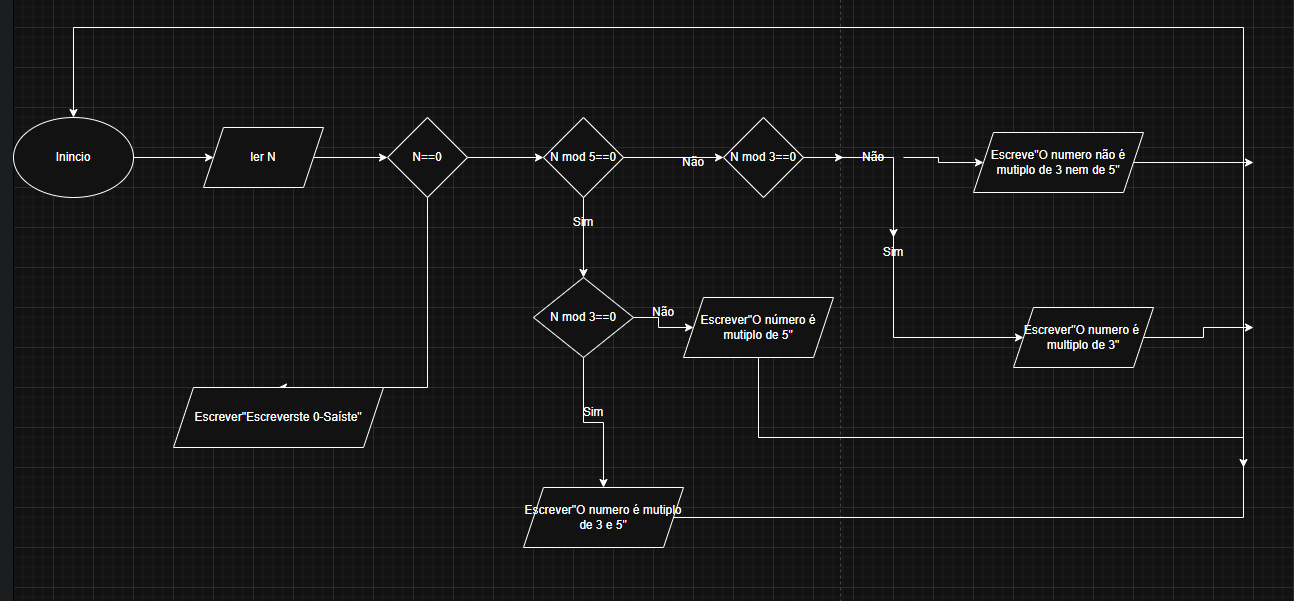 Inincio
ler N
N==0
N mod 5==0
Não
N mod 3==0
Não
Escreve"O numero não é
mutiplo de 3 nem de 5"
Sim
Sim
N mod 3==0
Não
Escrever"O número é
mutiplo de 5"
Escrever"O numero é
multiplo de 3"
Escrever"Escreverste 0-Saíste"
Sim
Escrever"O numero é mutiplo
de 3 e 5"